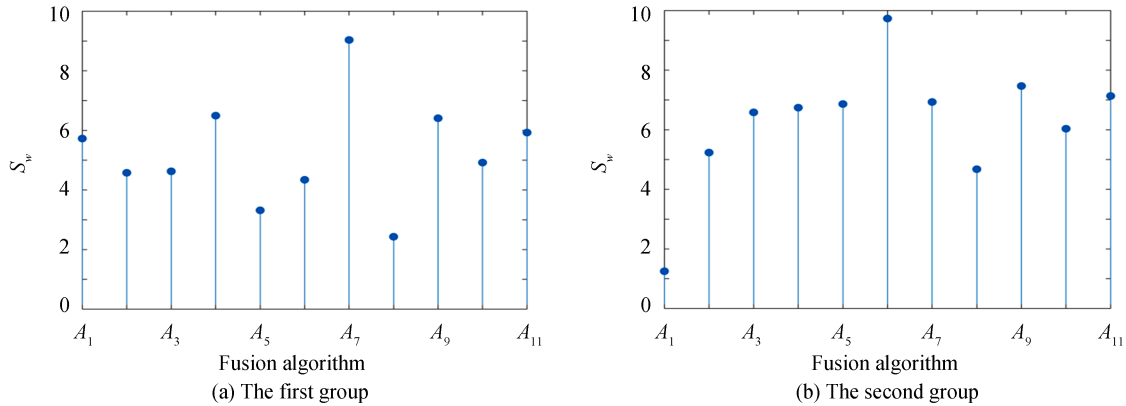 10
8
6
4
2
0
S_w
A_1 A_3 A_5 A_7 A_9 A_11
Fusion algorithm
(a) The first group
10
8
6
4
2
0
S_w
A_1 A_3 A_5 A_7 A_9 A_11
Fusion algorithm
(b) The second group